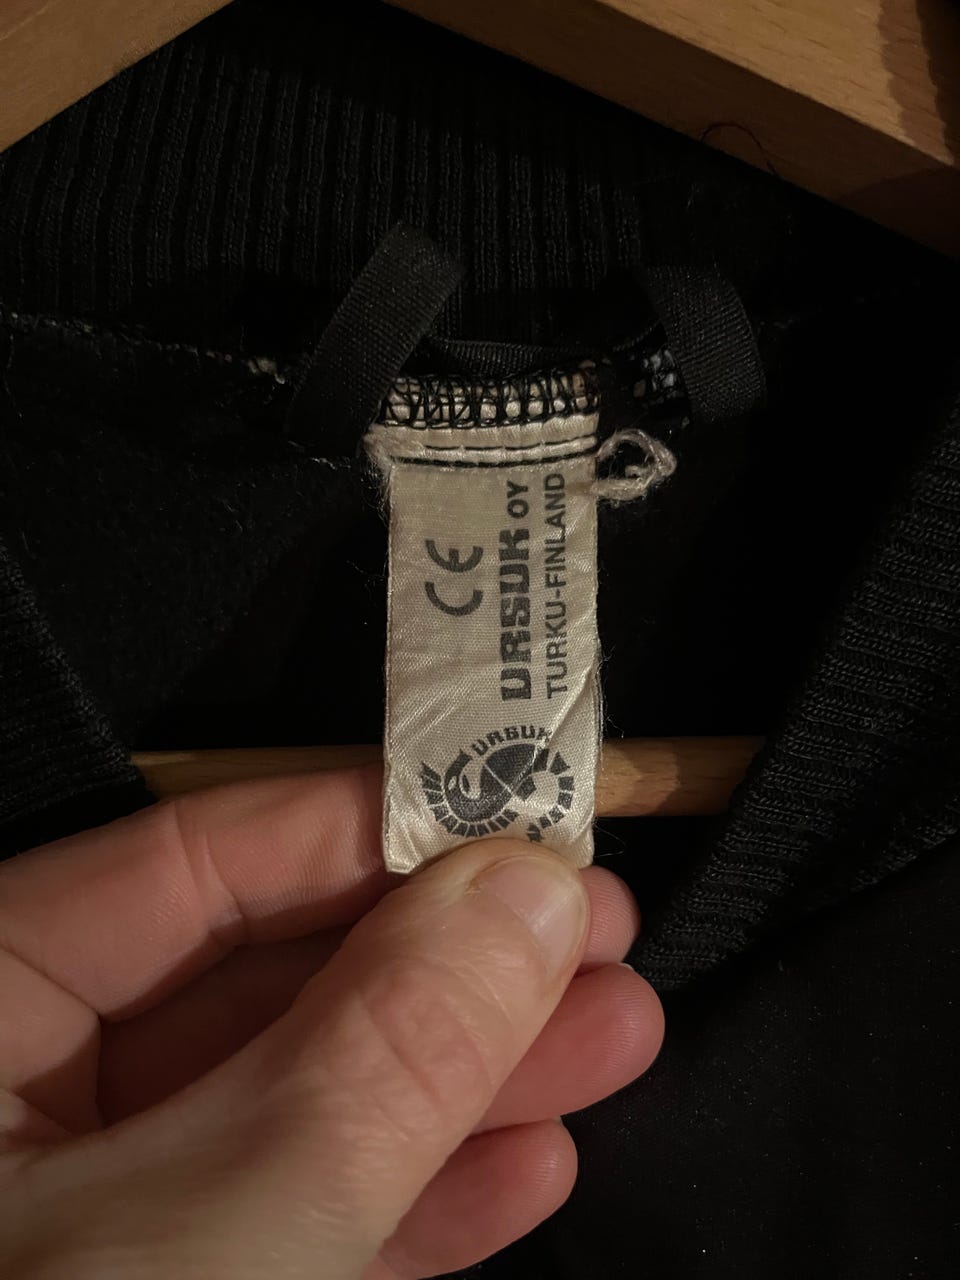 CE
URSUK OY
TURKU-FINLAND
URSUK